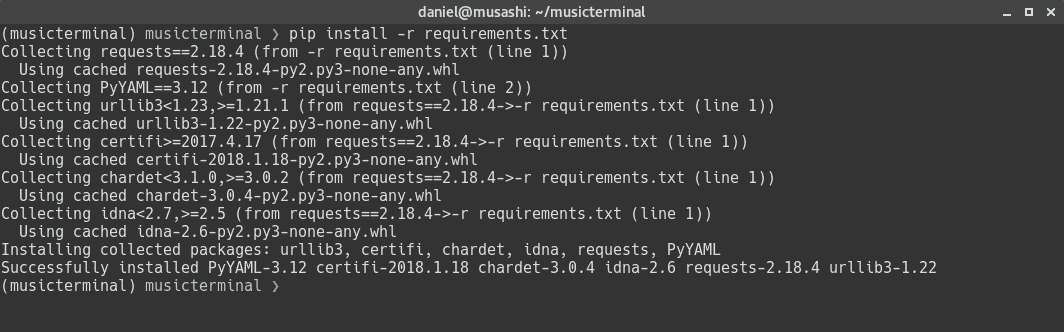 daniel@musashi: ~/musicterminal
(musicterminal) musicterminal ❯ pip install -r requirements.txt
Collecting requests==2.18.4 (from -r requirements.txt (line 1))
  Using cached requests-2.18.4-py2.py3-none-any.whl
Collecting PyYAML==3.12 (from -r requirements.txt (line 2))
Collecting urllib3<1.23,>=1.21.1 (from requests==2.18.4->-r requirements.txt (line 1))
  Using cached urllib3-1.22-py2.py3-none-any.whl
Collecting certifi>=2017.4.17 (from requests==2.18.4->-r requirements.txt (line 1))
  Using cached certifi-2018.1.18-py2.py3-none-any.whl
Collecting chardet<3.1.0,>=3.0.2 (from requests==2.18.4->-r requirements.txt (line 1))
  Using cached chardet-3.0.4-py2.py3-none-any.whl
Collecting idna<2.7,>=2.5 (from requests==2.18.4->-r requirements.txt (line 1))
  Using cached idna-2.6-py2.py3-none-any.whl
Installing collected packages: urllib3, certifi, chardet, idna, requests, PyYAML
Successfully installed PyYAML-3.12 certifi-2018.1.18 chardet-3.0.4 idna-2.6 requests-2.18.4 urllib3-1.22
(musicterminal) musicterminal ❯